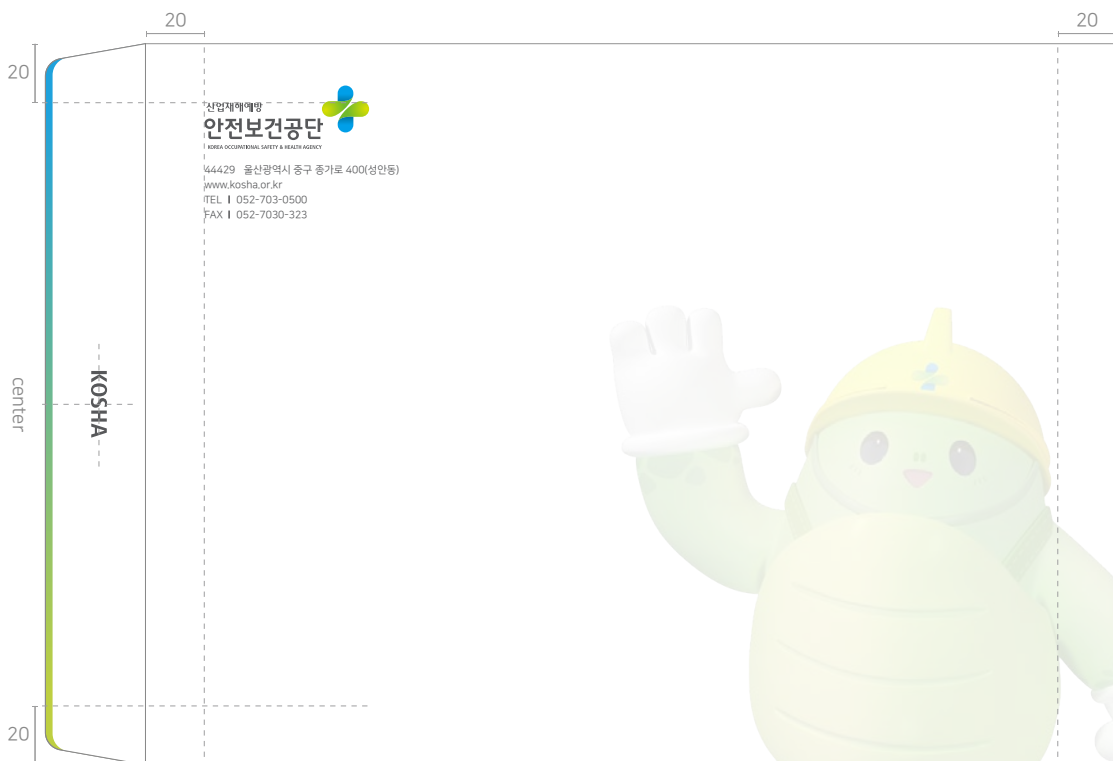 20
20
20
산업재해예방
안전보건공단
KOREA OCCUPATIONAL SAFETY & HEALTH AGENCY
44429 울산광역시 중구 종가로 400(성안동)
www.kosha.or.kr
TEL I 052-703-0500
FAX I 052-7030-323
center
KOSHA
20